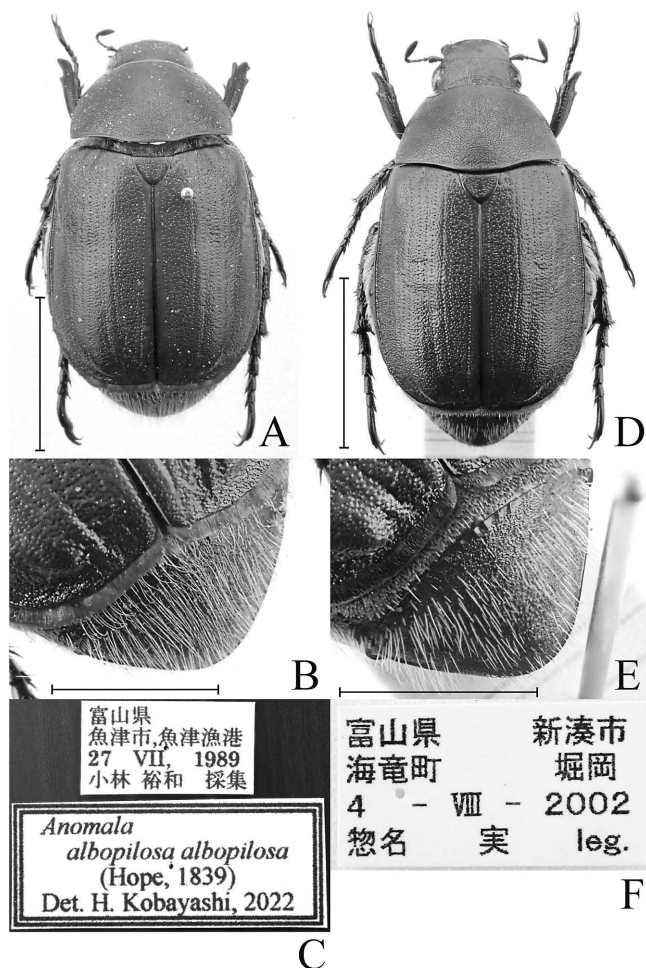 A
D
B
E
富山県
魚津市,魚津漁港
27 VII, 1989
小林 裕和 採集
Anomala
albopilosa albopilosa
(Hope, 1839)
Det. H. Kobayashi, 2022
C
富山県 新湊市
海竜町 堀岡
4 - Ⅷ - 2002
惣名 実 leg.
F